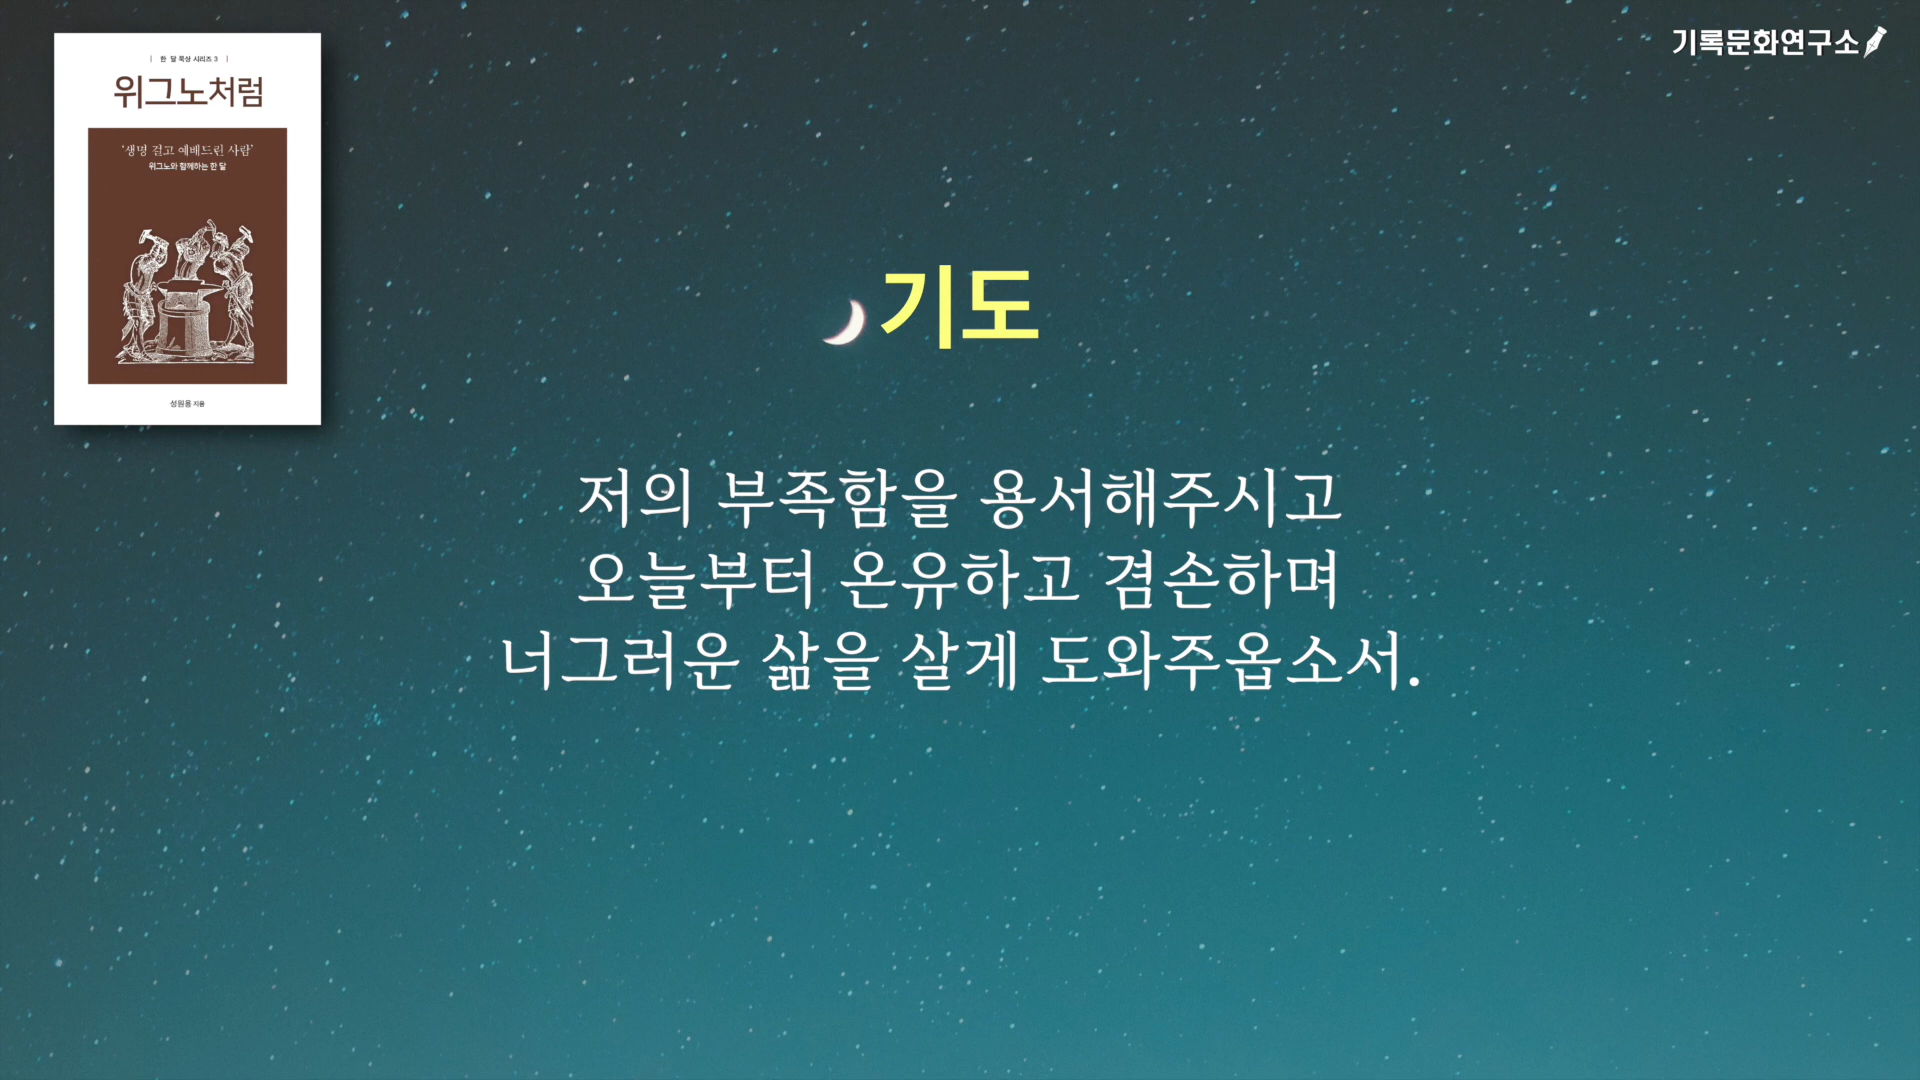 | 한 달 묵상 시리즈 3 |
위그노처럼
'생명 걸고 예배드린 사람'
위그노와 함께하는 한 달
성원용 지음
기록문화연구소
기도
저의 부족함을 용서해주시고
오늘부터 온유하고 겸손하며
너그러운 삶을 살게 도와주옵소서.